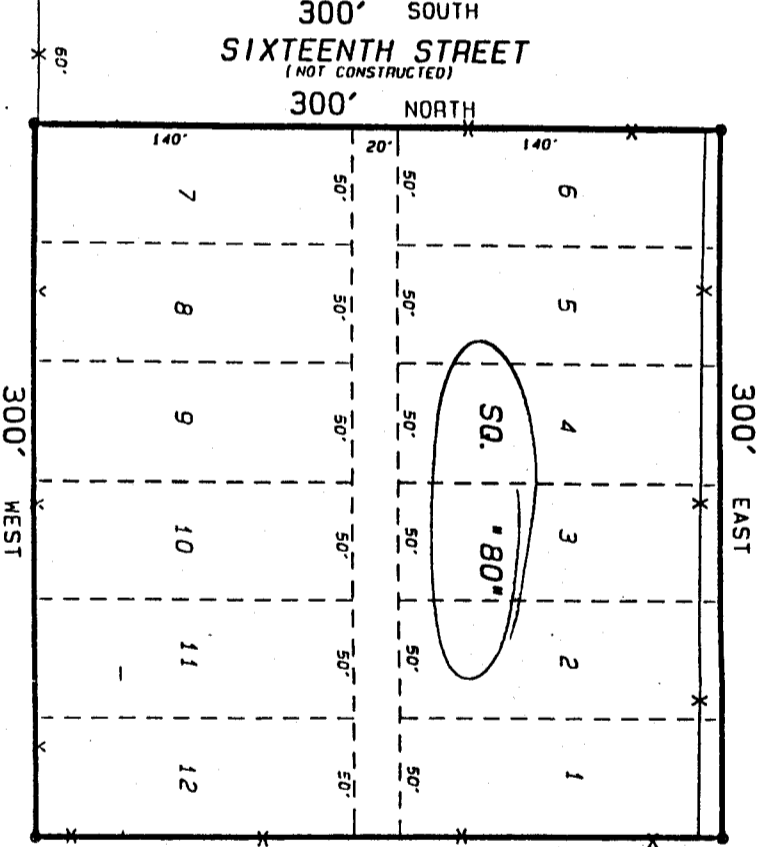 300' SOUTH
SIXTEENTH STREET
(NOT CONSTRUCTED)
300' NORTH
60'
140' 20' 140'
7 50' 50' 6
8 50' 50' 5
9 50' 50' 4
10 50' 50' 3
11 50' 50' 2
12 50' 50' 1
SQ. "80"
300' WEST
300' EAST